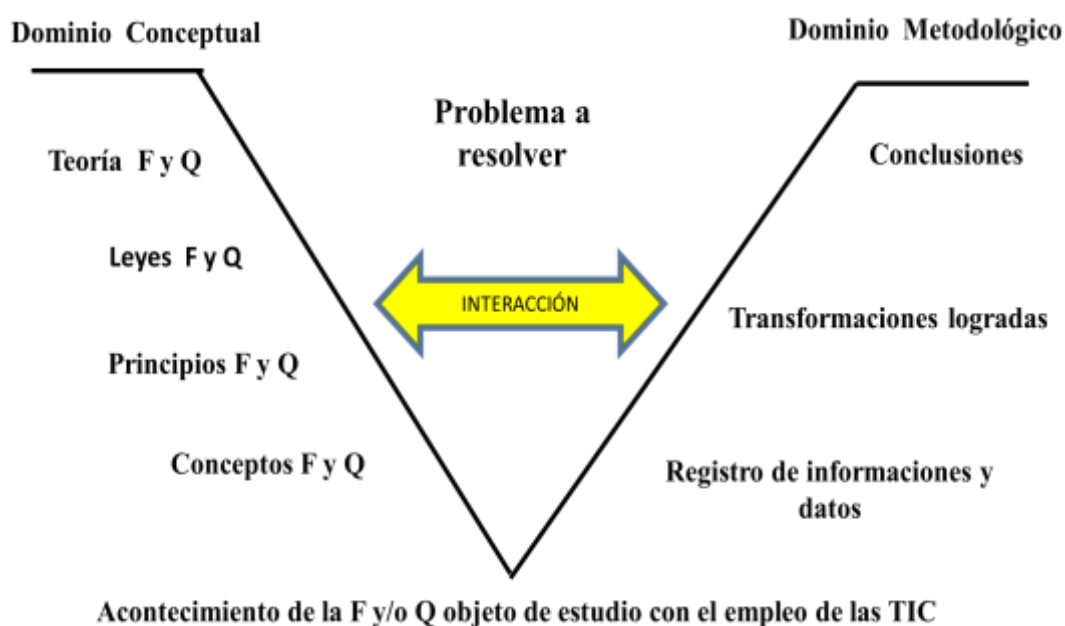 Dominio Conceptual
Dominio Metodológico
Problema a
resolver
Teoría F y Q
Conclusiones
Leyes F y Q
INTERACCIÓN
Transformaciones logradas
Principios F y Q
Conceptos F y Q
Registro de informaciones y
datos
Acontecimiento de la F y/o Q objeto de estudio con el empleo de las TIC